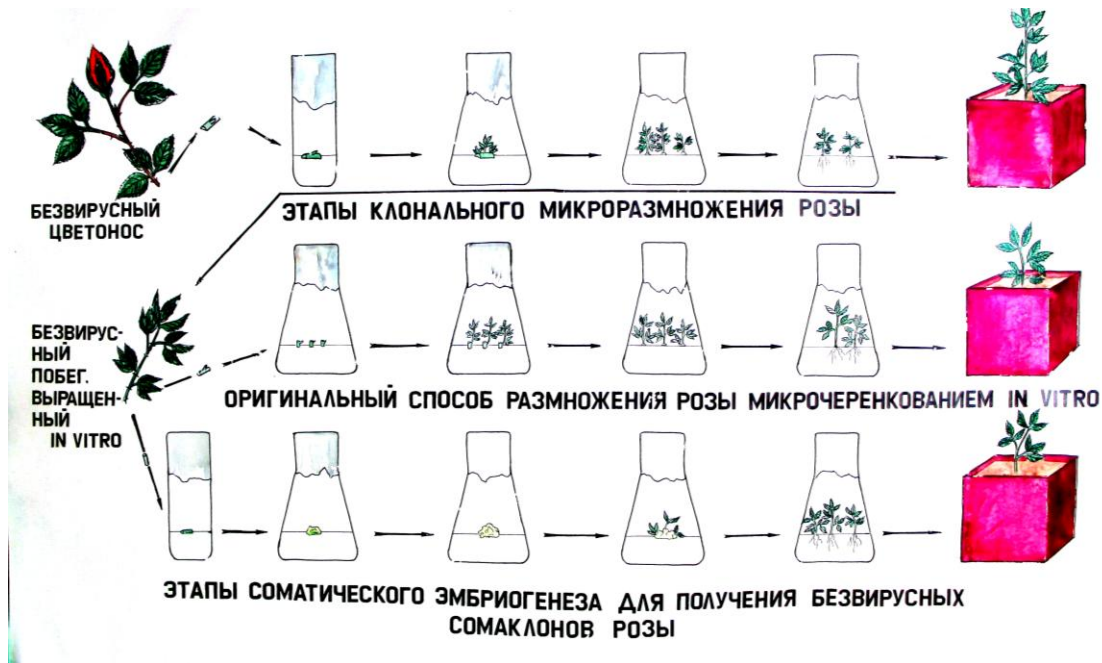 БЕЗВИРУСНЫЙ
ЦВЕТОНОС
ЭТАПЫ КЛОНАЛЬНОГО МИКРОРАЗМНОЖЕНИЯ РОЗЫ
БЕЗВИРУС-
НЫЙ
ПОБЕГ.
ВЫРАЩЕН-
НЫЙ
IN VITRO
ОРИГИНАЛЬНЫЙ СПОСОБ РАЗМНОЖЕНИЯ РОЗЫ МИКРОЧЕРЕНКОВАНИЕМ IN VITRO
ЭТАПЫ СОМАТИЧЕСКОГО ЭМБРИОГЕНЕЗА ДЛЯ ПОЛУЧЕНИЯ БЕЗВИРУСНЫХ
СОМАКЛОНОВ РОЗЫ